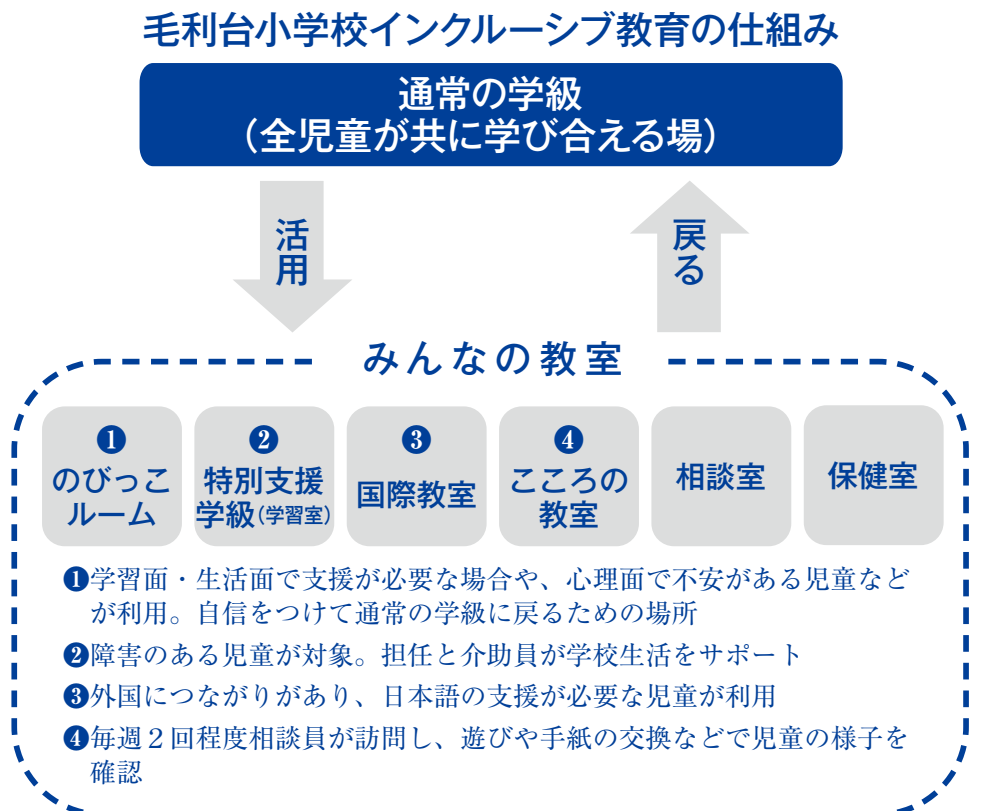 毛利台小学校インクルーシブ教育の仕組み
通常の学級
（全児童が共に学び合える場）
活用
戻る
みんなの教室
❶
のびっこ
ルーム
❷
特別支援
学級(学習室)
❸
国際教室
❹
こころの
教室
相談室
保健室
❶学習面・生活面で支援が必要な場合や、心理面で不安がある児童など
が利用。自信をつけて通常の学級に戻るための場所
❷障害のある児童が対象。担任と介助員が学校生活をサポート
❸外国につながりがあり、日本語の支援が必要な児童が利用
❹毎週２回程度相談員が訪問し、遊びや手紙の交換などで児童の様子を
確認